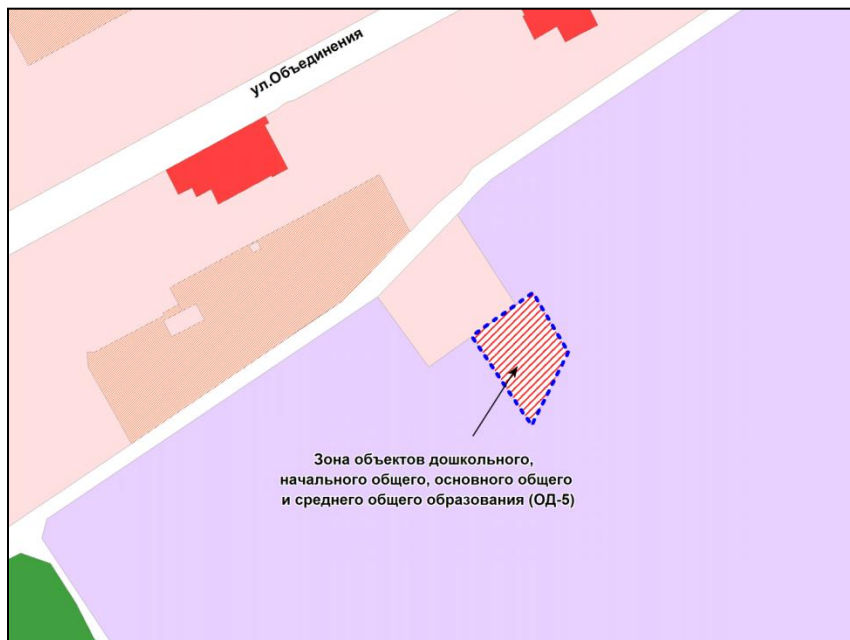 ул.Объединения
Зона объектов дошкольного,
начального общего, основного общего
и среднего общего образования (ОД-5)